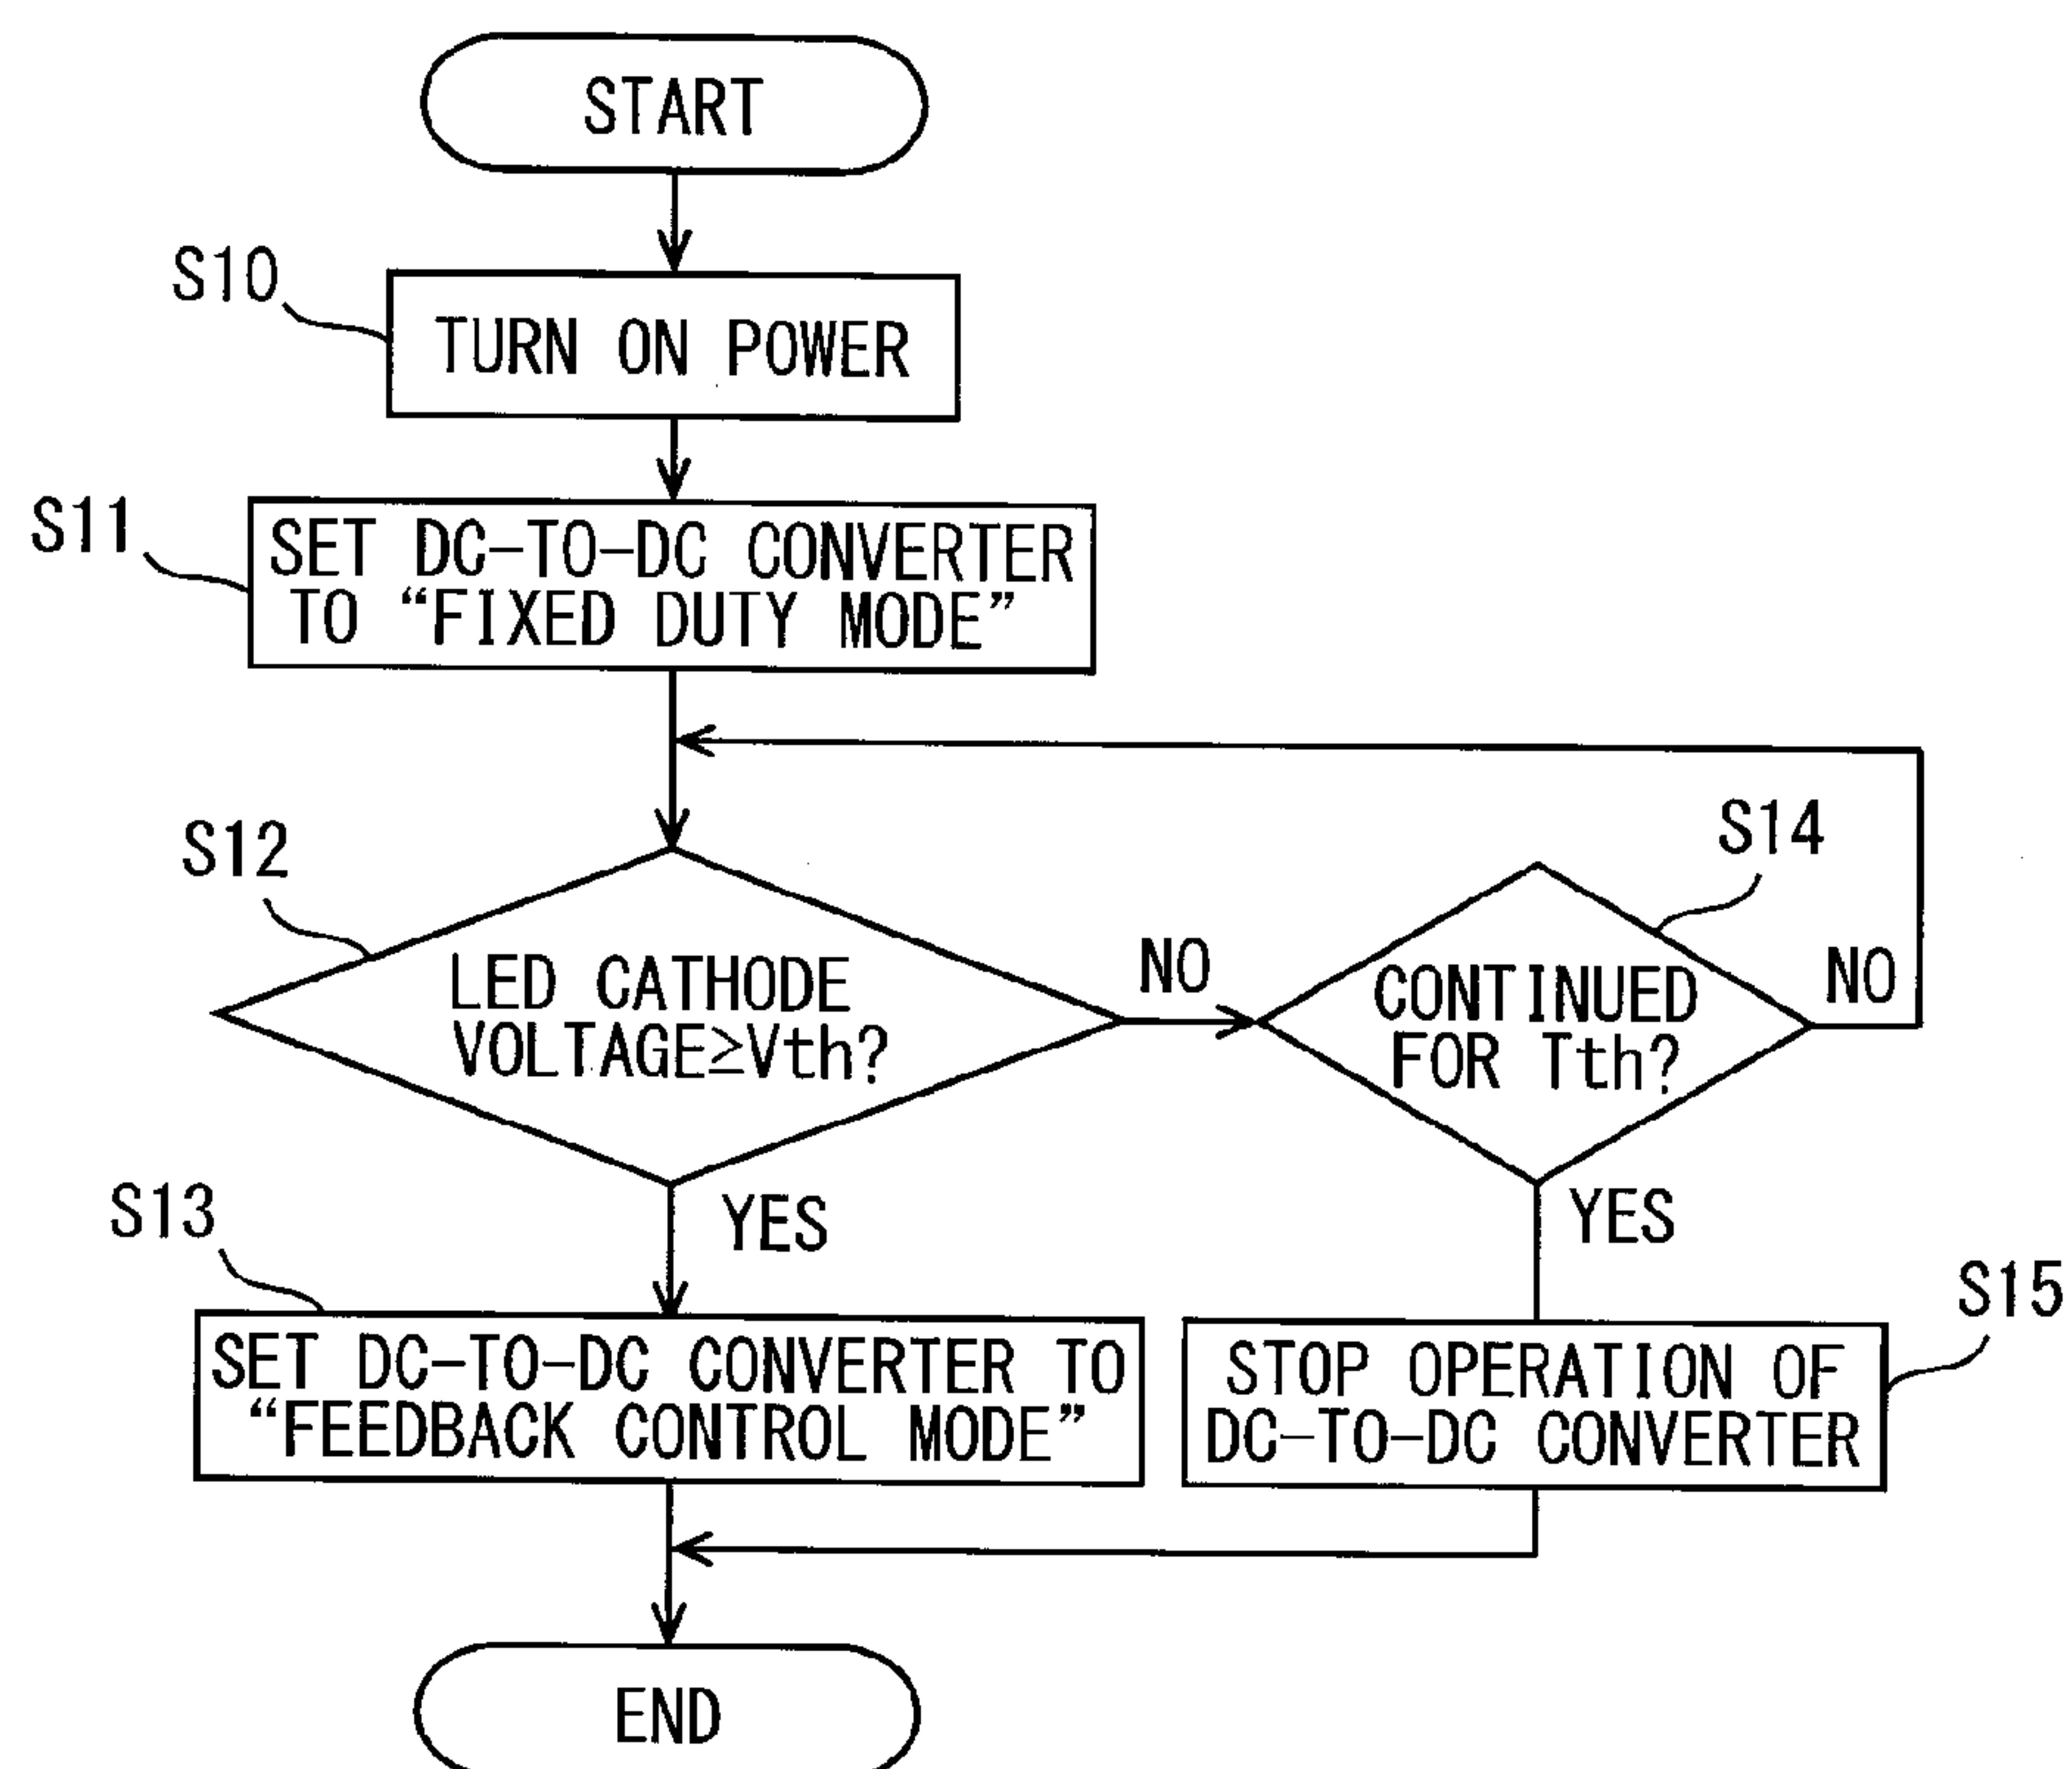 START
S10
TURN ON POWER
S11
SET DC-TO-DC CONVERTER
TO “FIXED DUTY MODE”
S12
LED CATHODE
VOLTAGE≥Vth?
NO
S14
CONTINUED
FOR Tth?
NO
YES
YES
S13
SET DC-TO-DC CONVERTER TO
“FEEDBACK CONTROL MODE”
S15
STOP OPERATION OF
DC-TO-DC CONVERTER
END